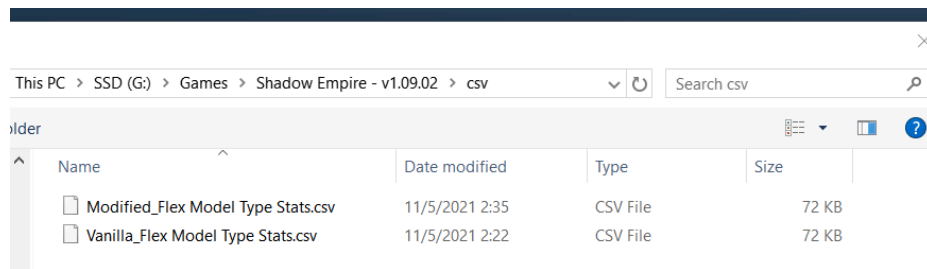 This PC > SSD (G:) > Games > Shadow Empire - v1.09.02 > csv Search csv
older
Name Date modified Type Size
Modified_Flex Model Type Stats.csv 11/5/2021 2:35 CSV File 72 KB
Vanilla_Flex Model Type Stats.csv 11/5/2021 2:22 CSV File 72 KB